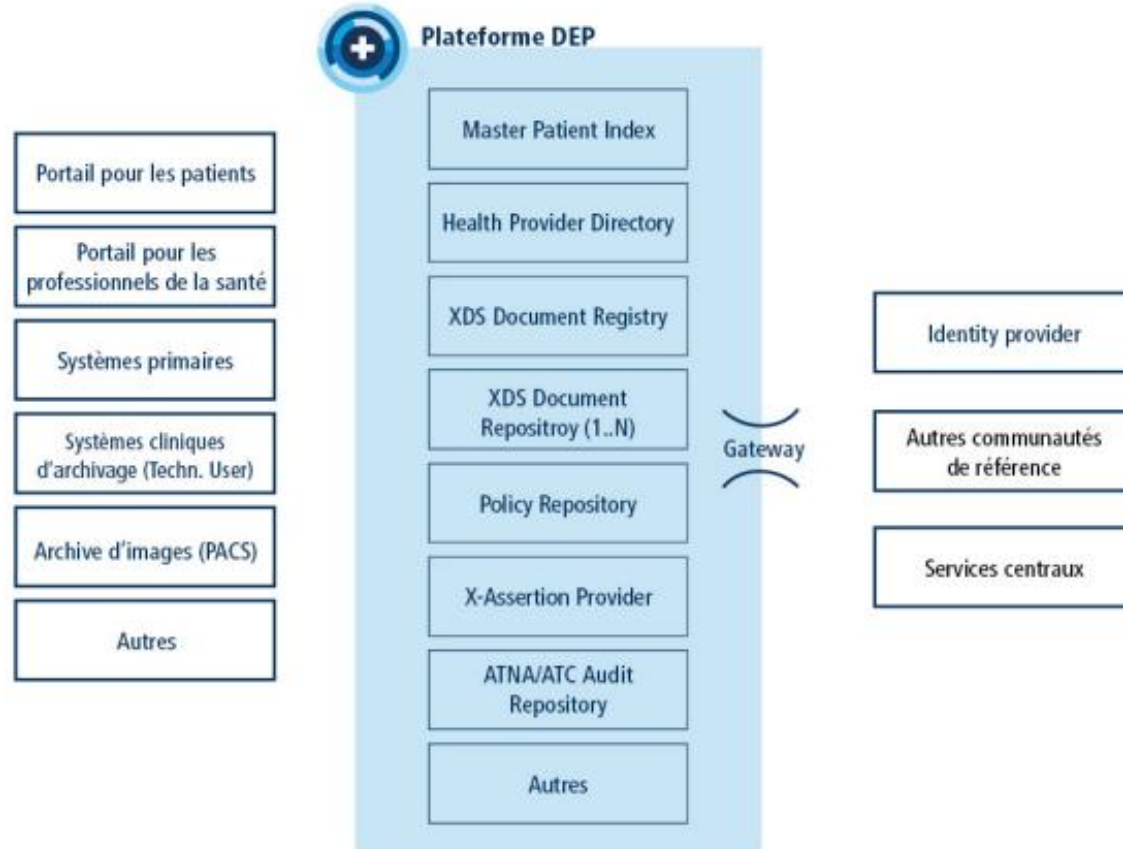 Plateforme DEP
Portail pour les patients
Portail pour les
professionnels de la santé
Systèmes primaires
Systèmes cliniques
d'archivage (Techn. User)
Archive d'images (PACS)
Autres
Master Patient Index
Health Provider Directory
XDS Document Registry
XDS Document
Repositroy (1..N)
Policy Repository
X-Assertion Provider
ATNA/ATC Audit
Repository
Autres
Gateway
Identity provider
Autres communautés
de référence
Services centraux